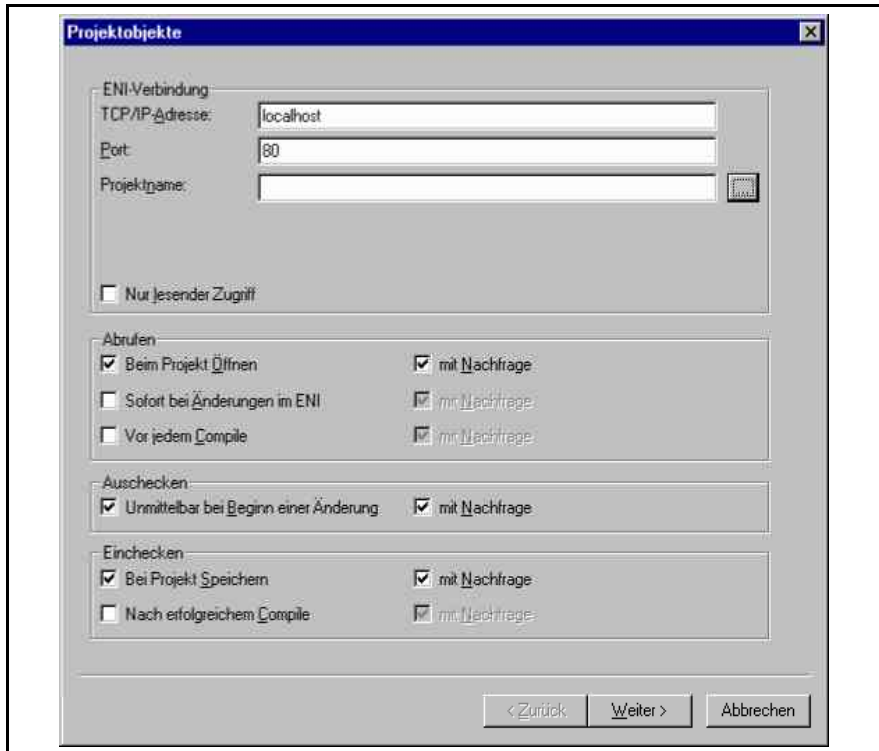 Projektobjekte
ENI-Verbindung
TCP/IP-Adresse: localhost
Port: 80
Projektname:
...
Nur lesender Zugriff
Abrufen
Beim Projekt Öffnen mit Nachfrage
Sofort bei Änderungen im ENI mit Nachfrage
Vor jedem Compile mit Nachfrage
Auschecken
Unmittelbar bei Beginn einer Änderung mit Nachfrage
Einchecken
Bei Projekt Speichern mit Nachfrage
Nach erfolgreichem Compile mit Nachfrage
< Zurück Weiter > Abbrechen